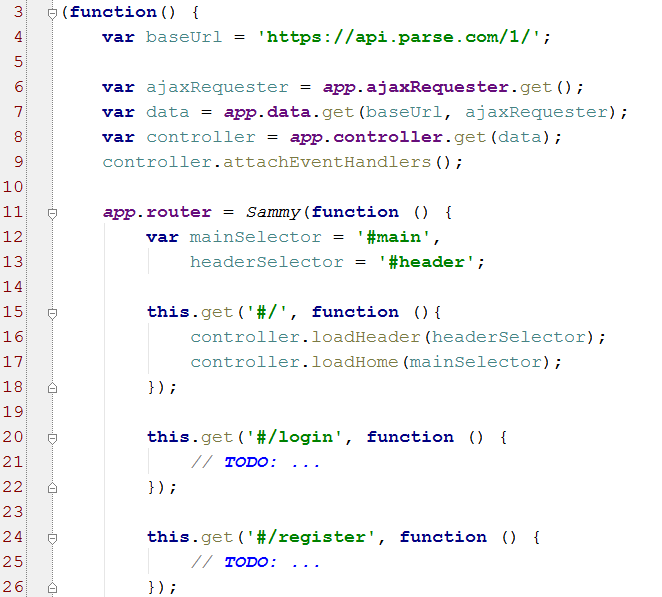 3 (function() {
4 var baseUrl = 'https://api.parse.com/1/';
5
6 var ajaxRequester = app.ajaxRequester.get();
7 var data = app.data.get(baseUrl, ajaxRequester);
8 var controller = app.controller.get(data);
9 controller.attachEventHandlers();
10
11 app.router = Sammy(function () {
12 var mainSelector = '#main',
13 headerSelector = '#header';
14
15 this.get('#/', function (){
16 controller.loadHeader(headerSelector);
17 controller.loadHome(mainSelector);
18 });
19
20 this.get('#/login', function () {
21 // TODO: ...
22 });
23
24 this.get('#/register', function () {
25 // TODO: ...
26 });